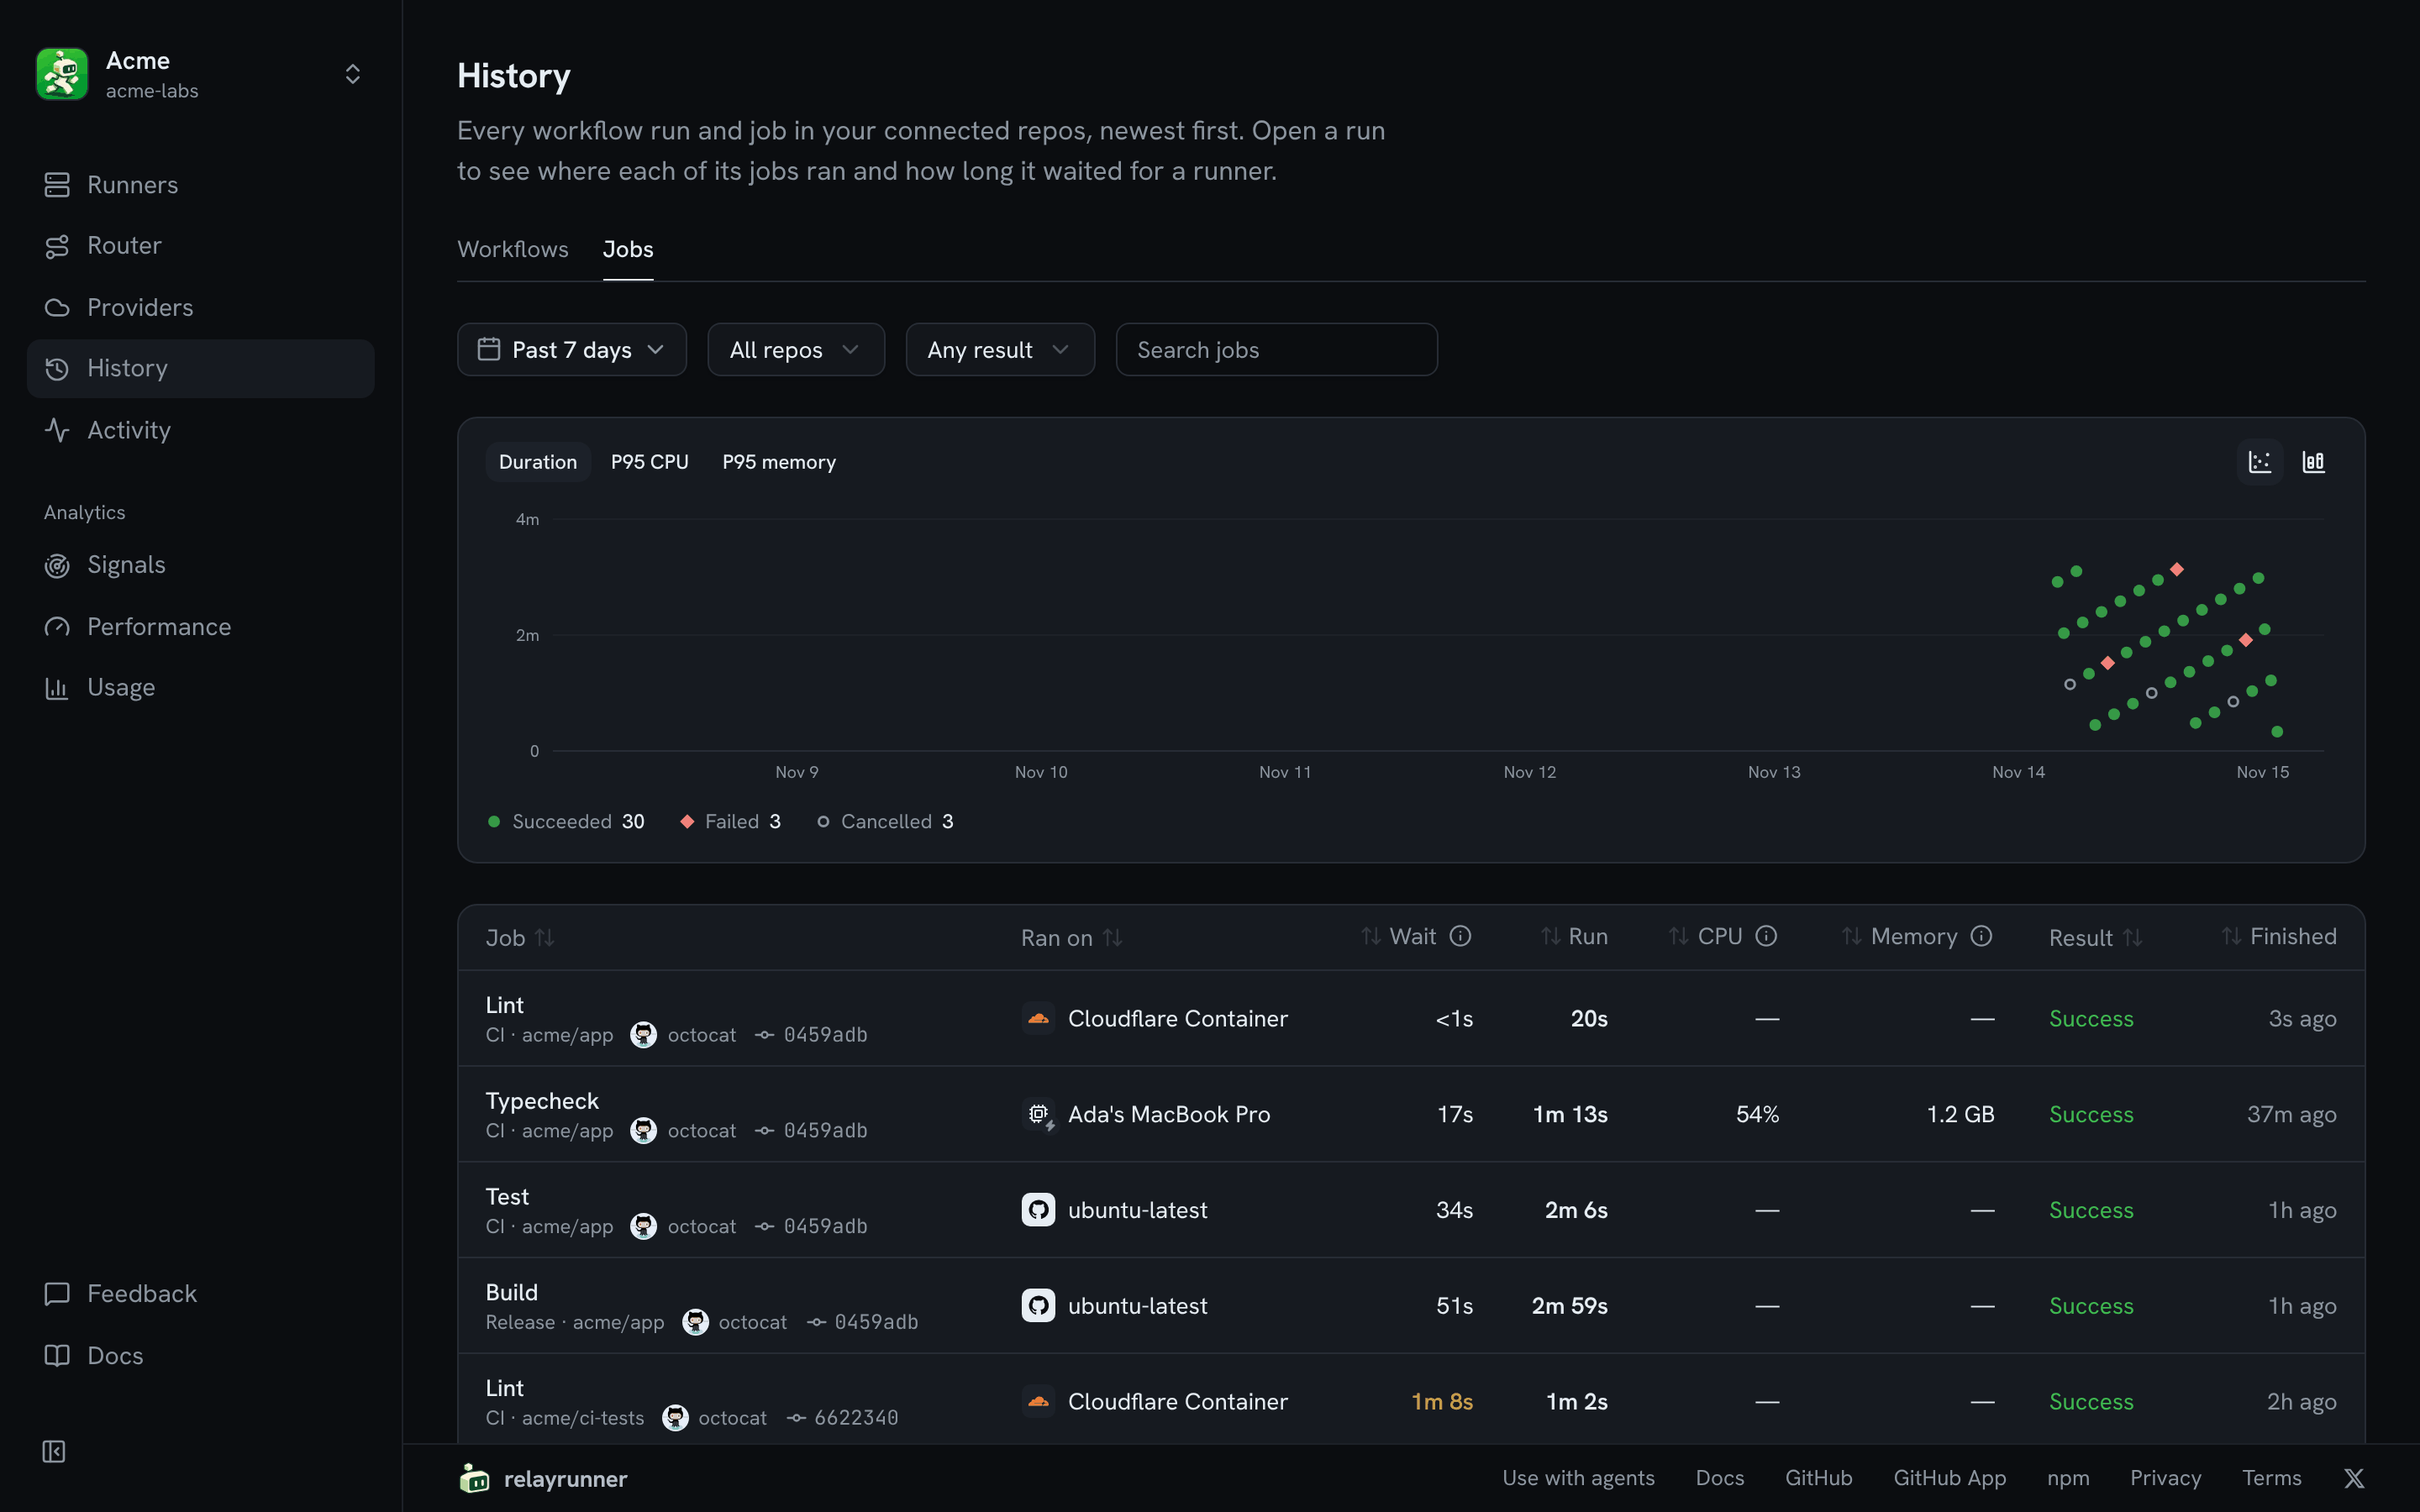 Acme
acme-labs
Runners
Router
Providers
History
Activity
Analytics
Signals
Performance
Usage
Feedback
Docs
History
Every workflow run and job in your connected repos, newest first. Open a run
to see where each of its jobs ran and how long it waited for a runner.
Workflows Jobs
Past 7 days All repos Any result Search jobs
Duration P95 CPU P95 memory
4m
2m
0
Nov 9 Nov 10 Nov 11 Nov 12 Nov 13 Nov 14 Nov 15
Succeeded 30 Failed 3 Cancelled 3
Job Ran on Wait Run CPU Memory Result Finished
Lint
CI · acme/app octocat 0459adb
Cloudflare Container <1s 20s — — Success 3s ago
Typecheck
CI · acme/app octocat 0459adb
Ada's MacBook Pro 17s 1m 13s 54% 1.2 GB Success 37m ago
Test
CI · acme/app octocat 0459adb
ubuntu-latest 34s 2m 6s — — Success 1h ago
Build
Release · acme/app octocat 0459adb
ubuntu-latest 51s 2m 59s — — Success 1h ago
Lint
CI · acme/ci-tests octocat 6622340
Cloudflare Container 1m 8s 1m 2s — — Success 2h ago
relayrunner
Use with agents Docs GitHub GitHub App npm Privacy Terms